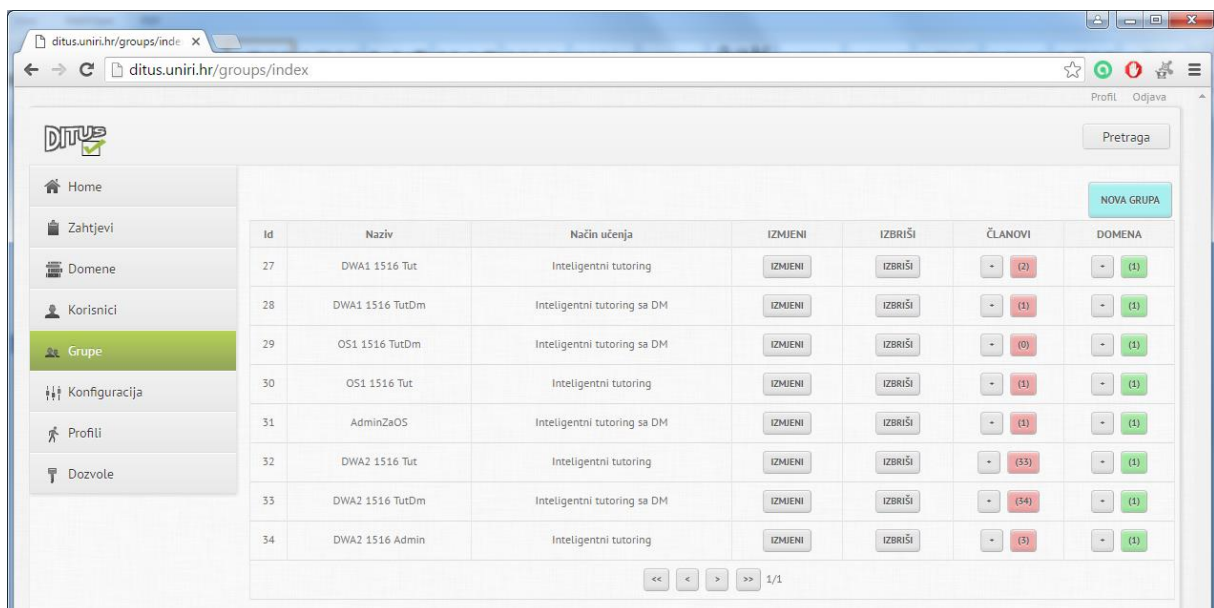 ditus.uniri.hr/groups/inde
ditus.uniri.hr/groups/index
Profil Odjava
DITUS
Pretraga
Home
Zahtjevi
Domene
Korisnici
Grupe
Konfiguracija
Profili
Dozvole
NOVA GRUPA
Id Naziv Način učenja IZMJENI IZBRIŠI ČLANOVI DOMENA
27 DWA1 1516 Tut Inteligentni tutoring IZMJENI IZBRIŠI + (2) + (1)
28 DWA1 1516 TutDm Inteligentni tutoring sa DM IZMJENI IZBRIŠI + (1) + (1)
29 OS1 1516 TutDm Inteligentni tutoring sa DM IZMJENI IZBRIŠI + (0) + (1)
30 OS1 1516 Tut Inteligentni tutoring IZMJENI IZBRIŠI + (1) + (1)
31 AdminZaOS Inteligentni tutoring sa DM IZMJENI IZBRIŠI + (1) + (1)
32 DWA2 1516 Tut Inteligentni tutoring IZMJENI IZBRIŠI + (33) + (1)
33 DWA2 1516 TutDm Inteligentni tutoring sa DM IZMJENI IZBRIŠI + (34) + (1)
34 DWA2 1516 Admin Inteligentni tutoring IZMJENI IZBRIŠI + (3) + (1)
<< < > >> 1/1